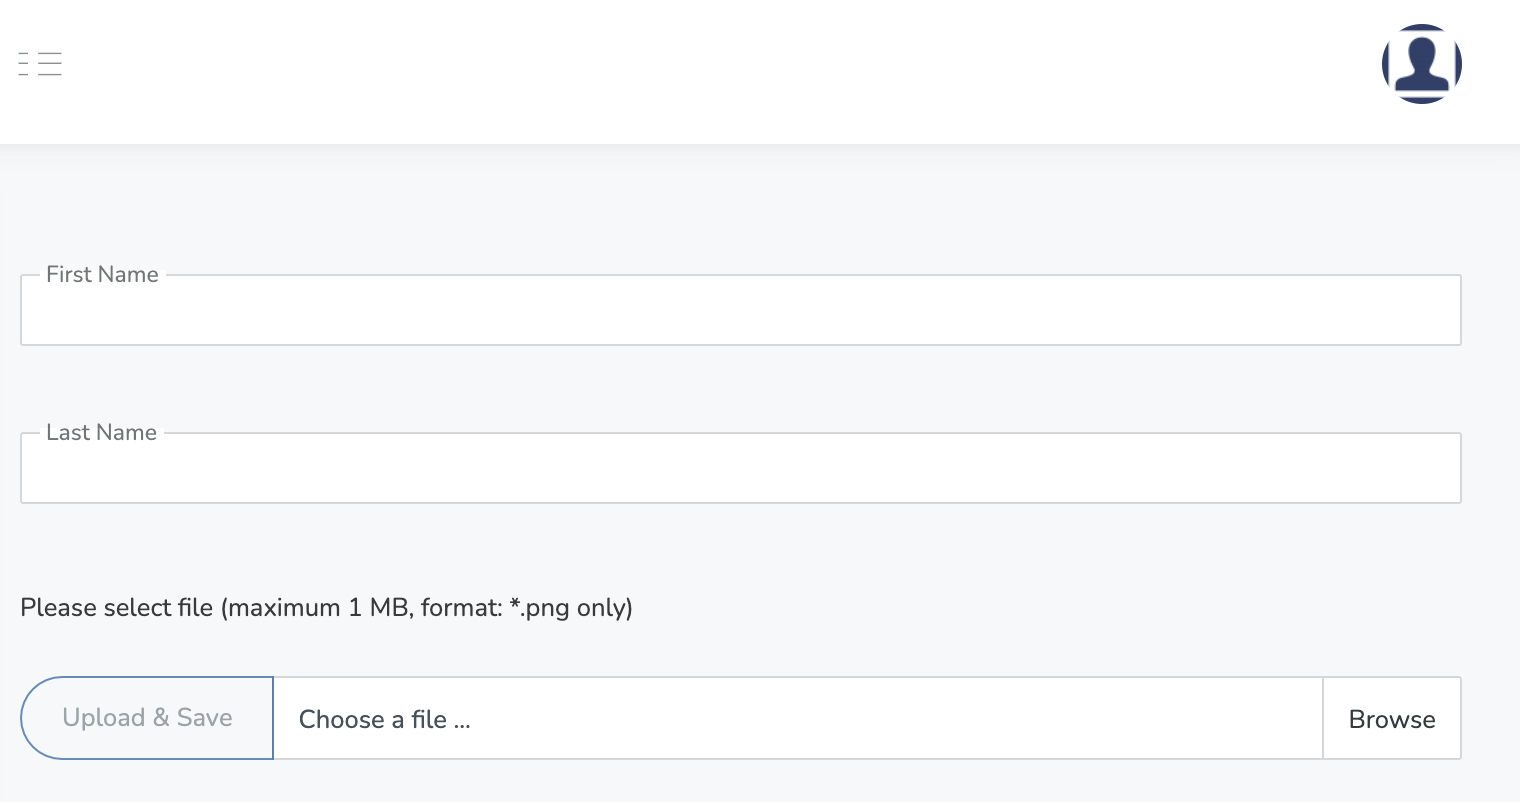 First Name
Last Name
Please select file (maximum 1 MB, format: *.png only)
Upload & Save
Choose a file ...
Browse